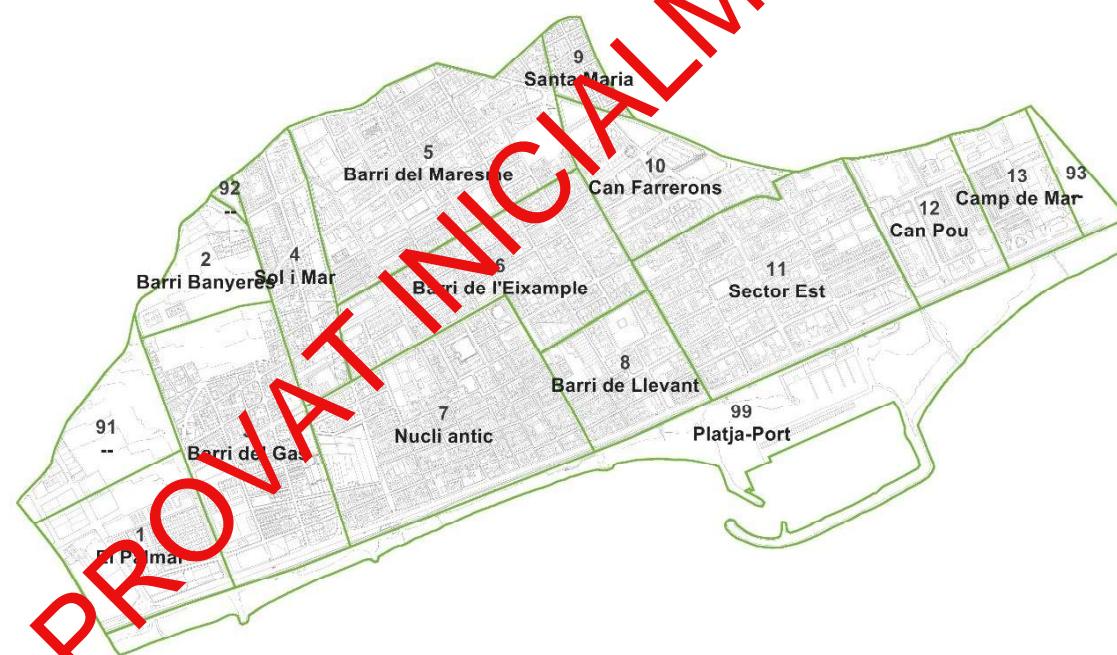 9
Santa Maria
5
Barri del Maresme
10
Can Farrerons
92
--
13
Camp de Mar
93
--
12
Can Pou
2
Barri Banyeres
4
Sol i Mar
6
Barri de l'Eixample
11
Sector Est
8
Barri de Llevant
7
Nucli antic
99
Platja-Port
91
--
3
Barri del Gas
1
El Palmar
PROVAT INICIALM